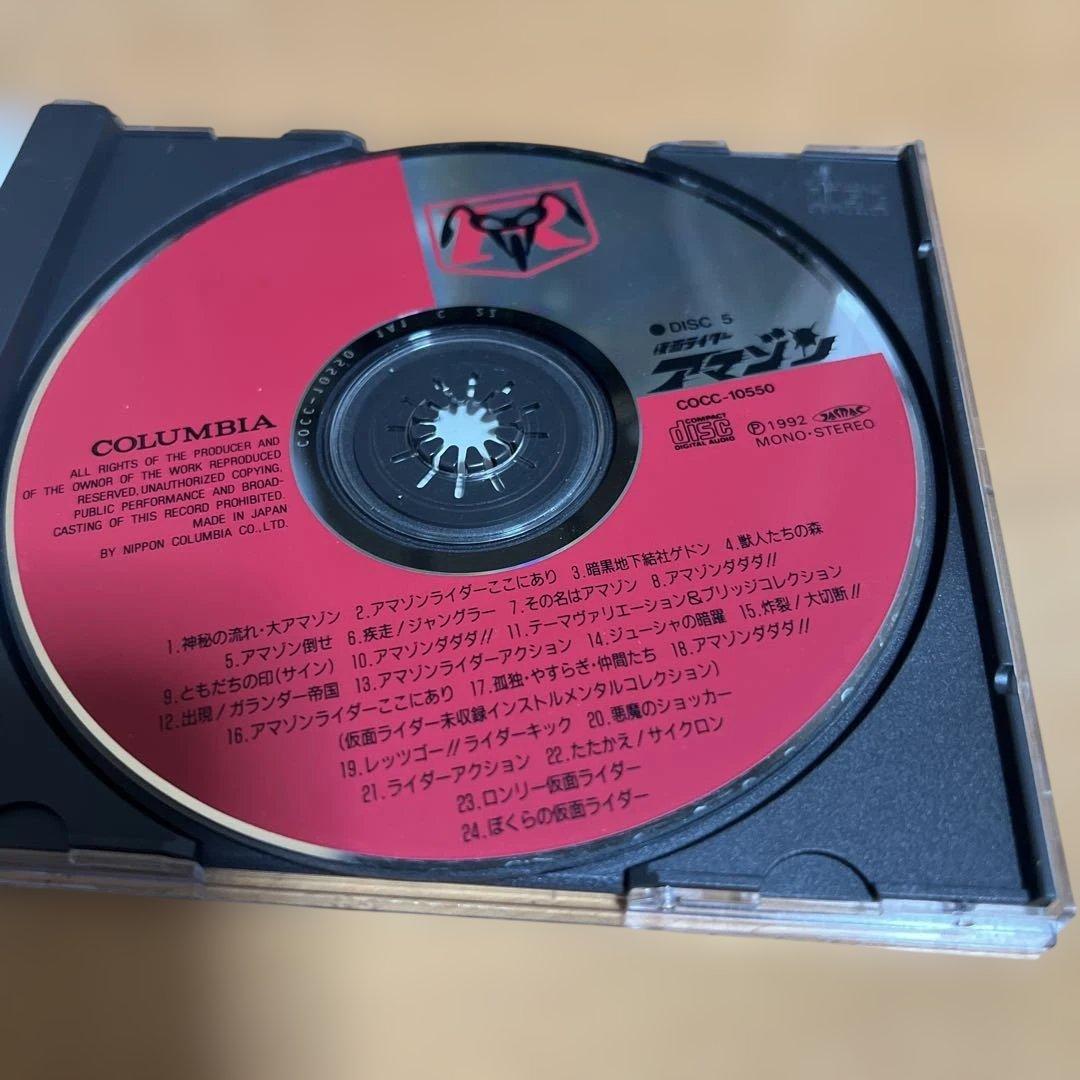 ● DISC 5
仮面ライダー
アマゾン
COCC-10550
COMPACT
disc
DIGITAL AUDIO
Ⓟ1992 JASRAC
MONO・STEREO
COCC-10550
COLUMBIA
ALL RIGHTS OF THE PRODUCER AND
OF THE OWNOR OF THE WORK REPRODUCED
RESERVED. UNAUTHORIZED COPYING,
PUBLIC PERFORMANCE AND BROAD-
CASTING OF THIS RECORD PROHIBITED.
MADE IN JAPAN
BY NIPPON COLUMBIA CO., LTD.
1.神秘の流れ・大アマゾン 2.アマゾンライダーここにあり 3.暗黒地下結社ゲドン 4.獣人たちの森
5.アマゾン倒せ 6.疾走!ジャングラー 7.その名はアマゾン 8.アマゾンダダダ!!
9.ともだちの印(サイン) 10.アマゾンダダダ!! 11.テーマヴァリエーション&ブリッジコレクション
12.出現!ガランダー帝国 13.アマゾンライダーアクション 14.ジューシャの暗躍 15.炸裂!大切断!!
16.アマゾンライダーここにあり 17.孤独・やすらぎ・仲間たち 18.アマゾンダダダ!!
(仮面ライダー未収録インストルメンタルコレクション)
19.レッツゴー!!ライダーキック 20.悪魔のショッカー
21.ライダーアクション 22.たたかえ!サイクロン
23.ロンリー仮面ライダー
24.ぼくらの仮面ライダー